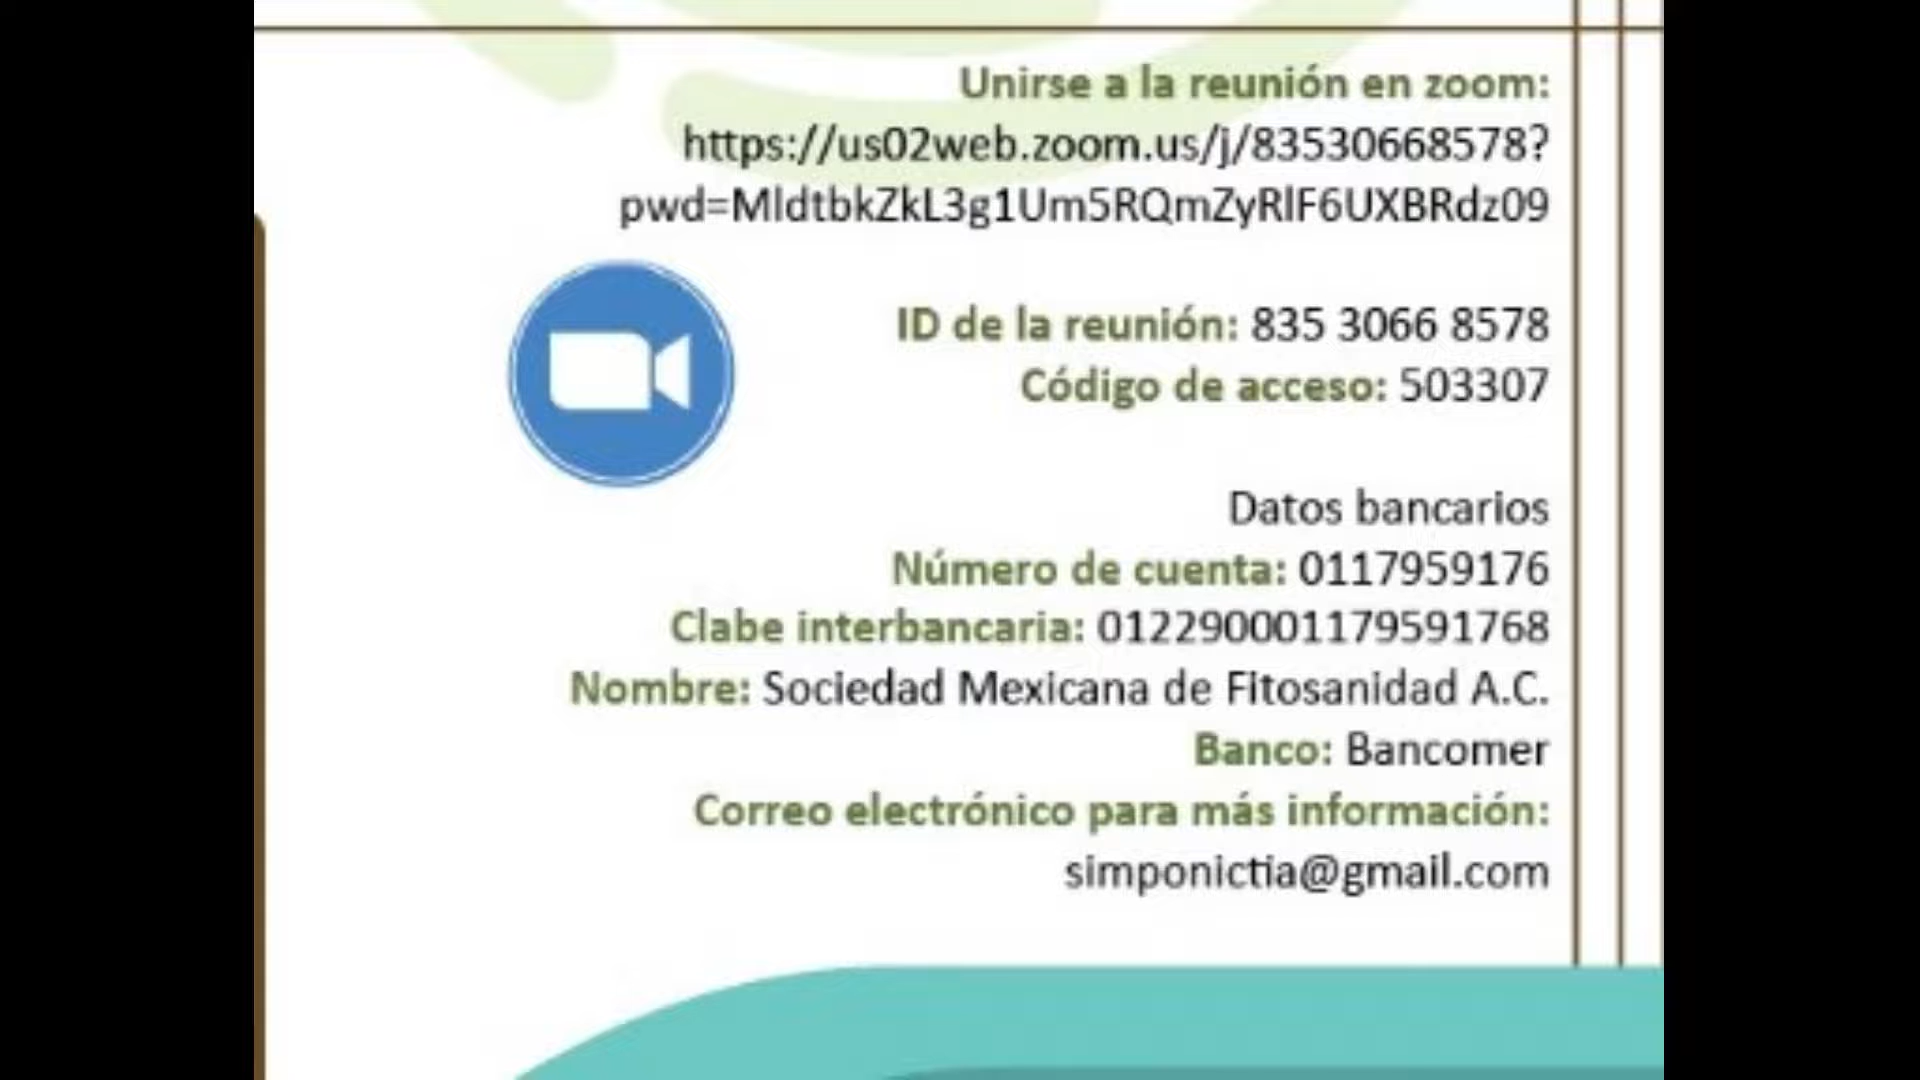 Unirse a la reunión en zoom:
https://us02web.zoom.us/j/83530668578?
pwd=MldtbkZkL3g1Um5RQmZyRlF6UXBRdz09
ID de la reunión: 835 3066 8578
Código de acceso: 503307
Datos bancarios
Número de cuenta: 0117959176
Clabe interbancaria: 012290001179591768
Nombre: Sociedad Mexicana de Fitosanidad A.C.
Banco: Bancomer
Correo electrónico para más información:
simponictia@gmail.com